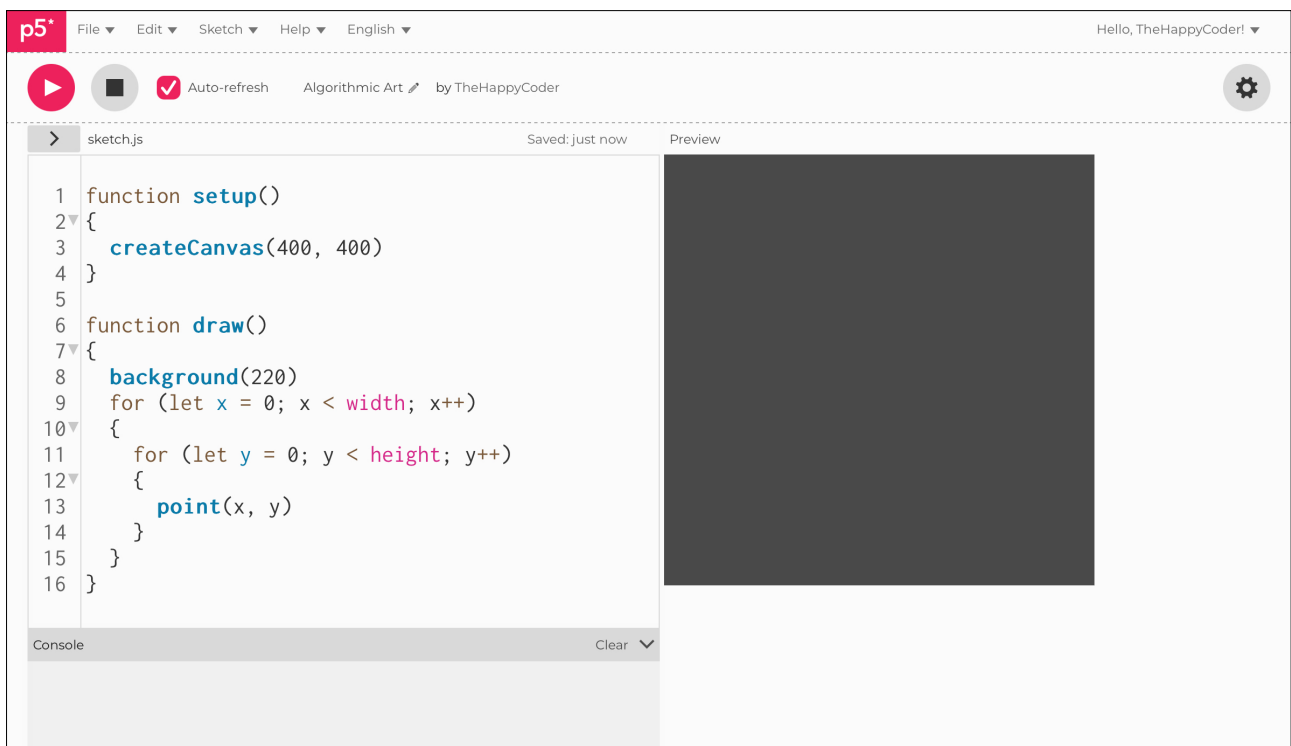 p5* File Edit Sketch Help English Hello, TheHappyCoder!
Auto-refresh Algorithmic Art by TheHappyCoder
sketch.js Saved: just now Preview
1 function setup()
2 {
3 createCanvas(400, 400)
4 }
5
6 function draw()
7 {
8 background(220)
9 for (let x = 0; x < width; x++)
10 {
11 for (let y = 0; y < height; y++)
12 {
13 point(x, y)
14 }
15 }
16 }
Console Clear